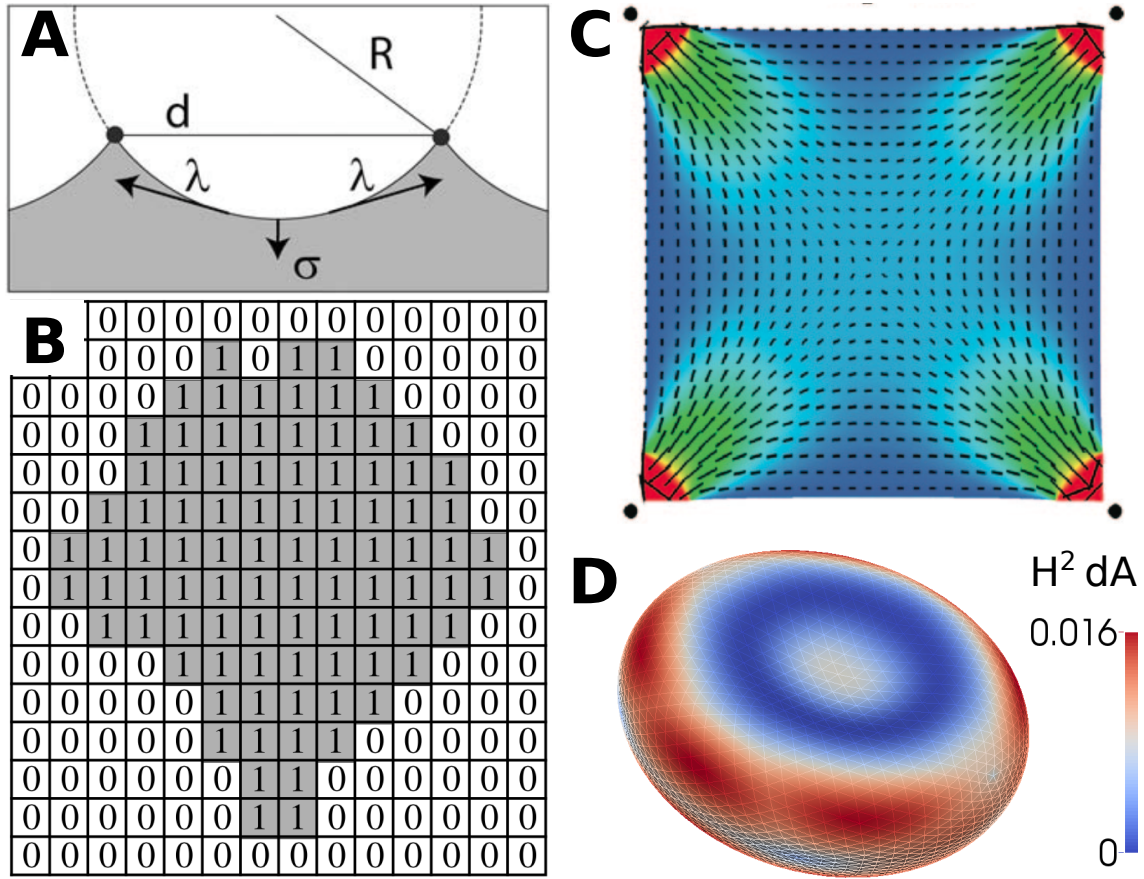 A
R
d
λ
λ
σ
B
0 0 0 0 0 0 0 0 0 0 0 0
0 0 0 1 0 1 1 0 0 0 0 0
0 0 0 0 1 1 1 1 1 1 0 0 0 0
0 0 0 1 1 1 1 1 1 1 1 0 0 0
0 0 0 1 1 1 1 1 1 1 1 1 0 0
0 0 1 1 1 1 1 1 1 1 1 1 0 0
0 1 1 1 1 1 1 1 1 1 1 1 1 0
0 1 1 1 1 1 1 1 1 1 1 1 1 0
0 0 1 1 1 1 1 1 1 1 1 1 0 0
0 0 0 0 1 1 1 1 1 1 1 0 0 0
0 0 0 0 0 1 1 1 1 1 0 0 0 0
0 0 0 0 0 1 1 1 1 0 0 0 0 0
0 0 0 0 0 0 1 1 0 0 0 0 0 0
0 0 0 0 0 0 1 1 0 0 0 0 0 0
0 0 0 0 0 0 0 0 0 0 0 0 0 0
C
D
H² dA
0.016
0